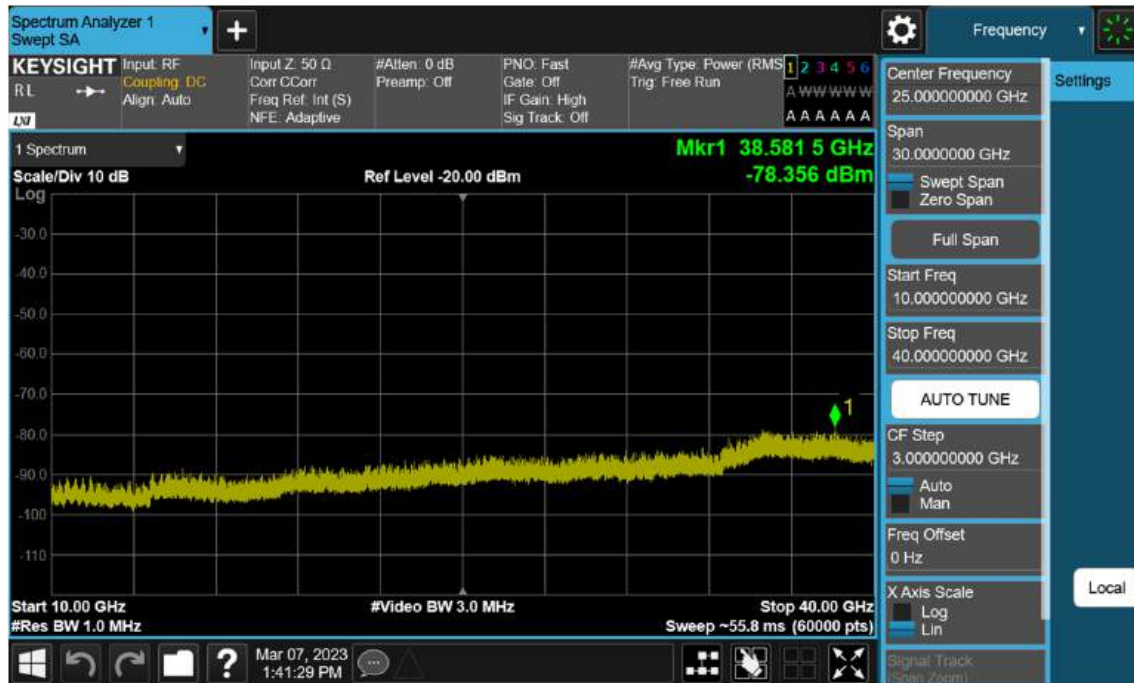 Spectrum Analyzer 1
Swept SA
+
Frequency
KEYSIGHT
RL
LXI
Input: RF
Coupling: DC
Align: Auto
Input Z: 50 Ω
Corr CCorr
Freq Ref: Int (S)
NFE: Adaptive
#Atten: 0 dB
Preamp: Off
PNO: Fast
Gate: Off
IF Gain: High
Sig Track: Off
#Avg Type: Power (RMS
Trig: Free Run
1 2 3 4 5 6
A W W W W W
A A A A A A
1 Spectrum
Scale/Div 10 dB
Ref Level -20.00 dBm
Mkr1 38.581 5 GHz
-78.356 dBm
Log
-30.0
-40.0
-50.0
-60.0
-70.0
-80.0
-90.0
-100
-110
1
Start 10.00 GHz
#Res BW 1.0 MHz
#Video BW 3.0 MHz
Stop 40.00 GHz
Sweep ~55.8 ms (60000 pts)
Center Frequency
25.000000000 GHz
Span
30.0000000 GHz
Swept Span
Zero Span
Full Span
Start Freq
10.000000000 GHz
Stop Freq
40.000000000 GHz
AUTO TUNE
CF Step
3.000000000 GHz
Auto
Man
Freq Offset
0 Hz
X Axis Scale
Log
Lin
Signal Track
(Span Zoom)
Settings
Local
?
Mar 07, 2023
1:41:29 PM